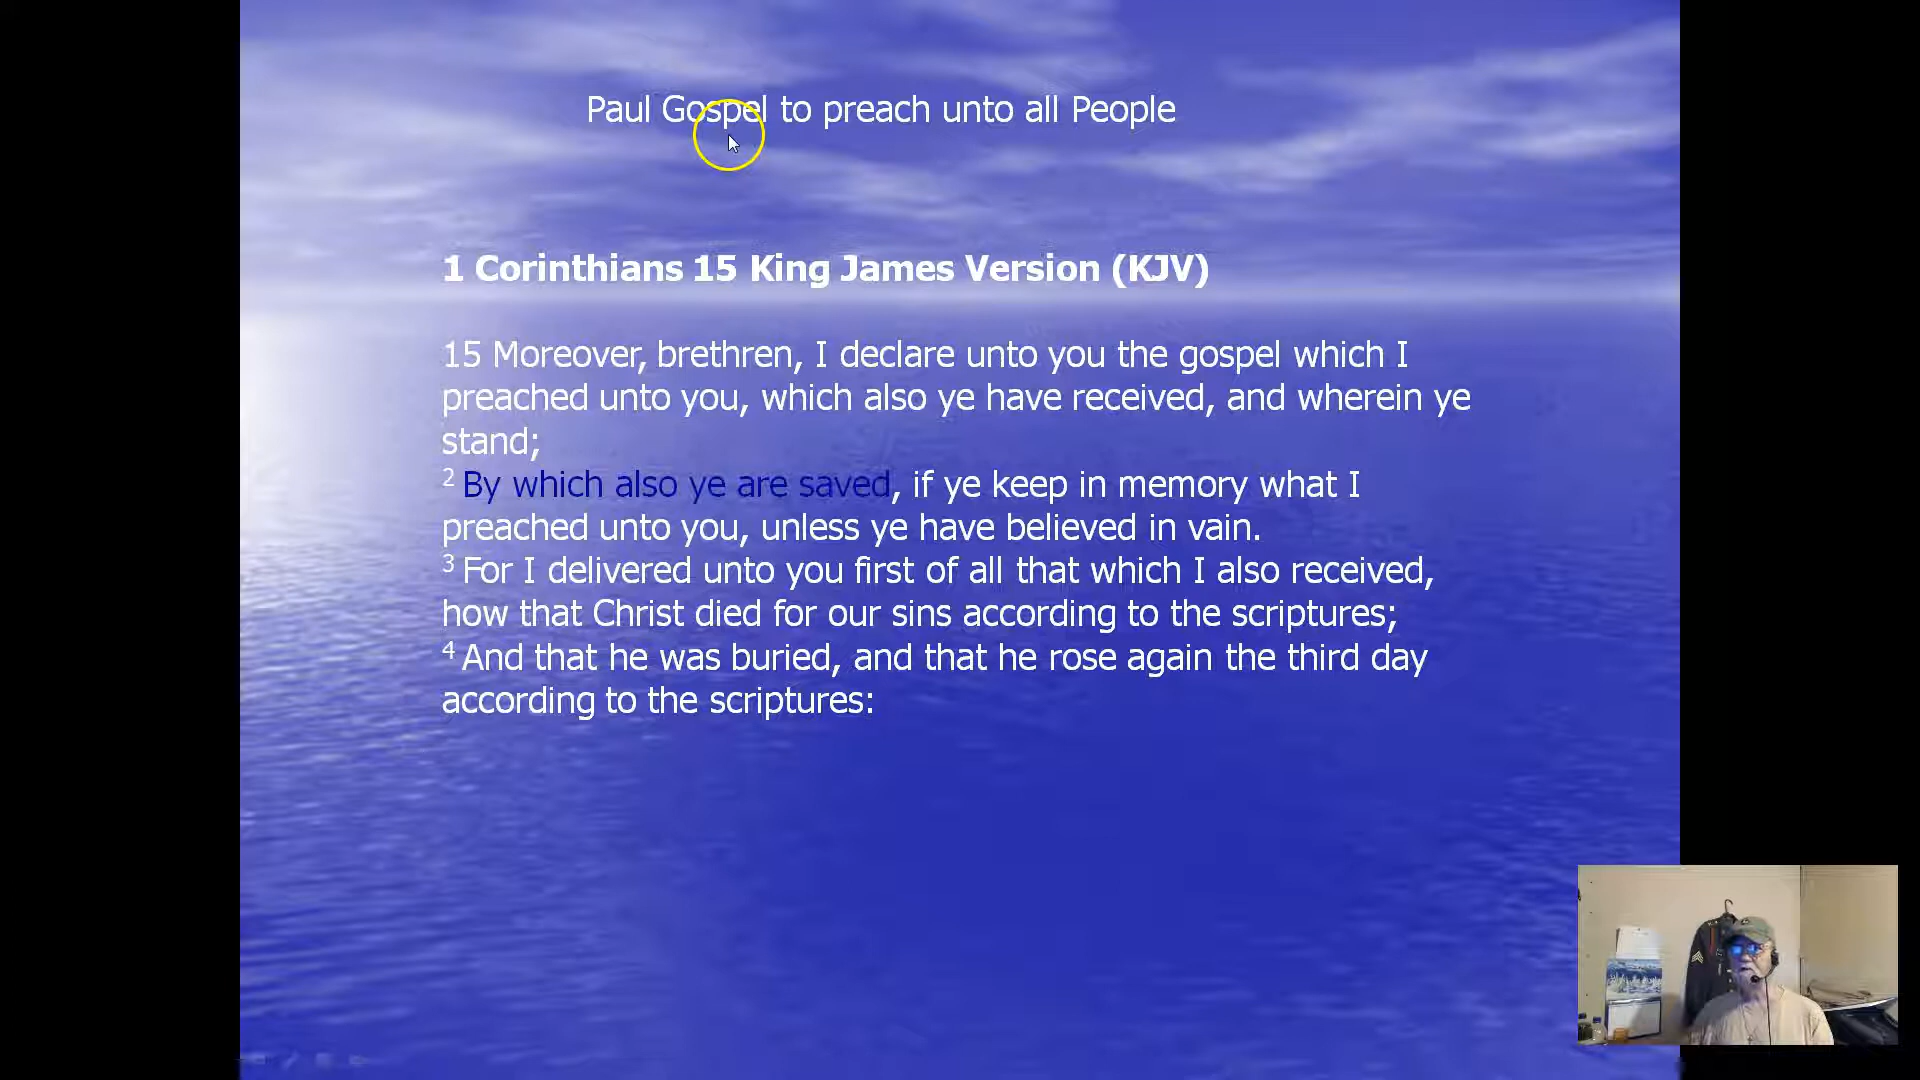 Paul Gospel to preach unto all People
1 Corinthians 15 King James Version (KJV)
15 Moreover, brethren, I declare unto you the gospel which I
preached unto you, which also ye have received, and wherein ye
stand;
2 By which also ye are saved, if ye keep in memory what I
preached unto you, unless ye have believed in vain.
3 For I delivered unto you first of all that which I also received,
how that Christ died for our sins according to the scriptures;
4 And that he was buried, and that he rose again the third day
according to the scriptures: